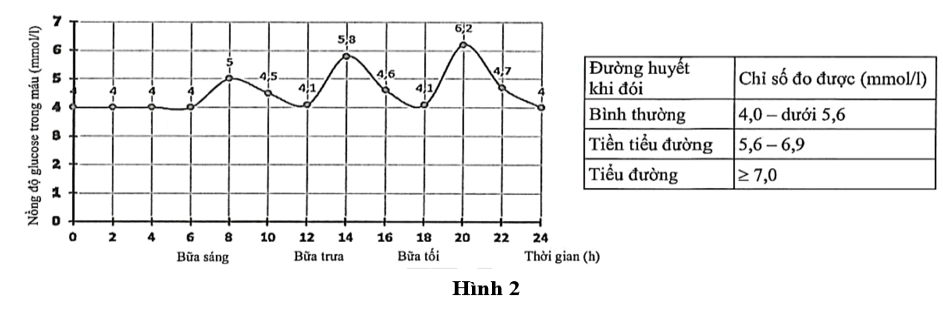 Nồng độ glucose trong máu (mmol/l)
7
6
5
4
3
2
1
0
4
4
4
4
5
4,5
4,1
5,8
4,6
4,1
6,2
4,7
4
0 2 4 6 8 10 12 14 16 18 20 22 24
Bữa sáng Bữa trưa Bữa tối Thời gian (h)
Đường huyết khi đói Chỉ số đo được (mmol/l)
Bình thường 4,0 – dưới 5,6
Tiền tiểu đường 5,6 – 6,9
Tiểu đường ≥ 7,0
Hình 2